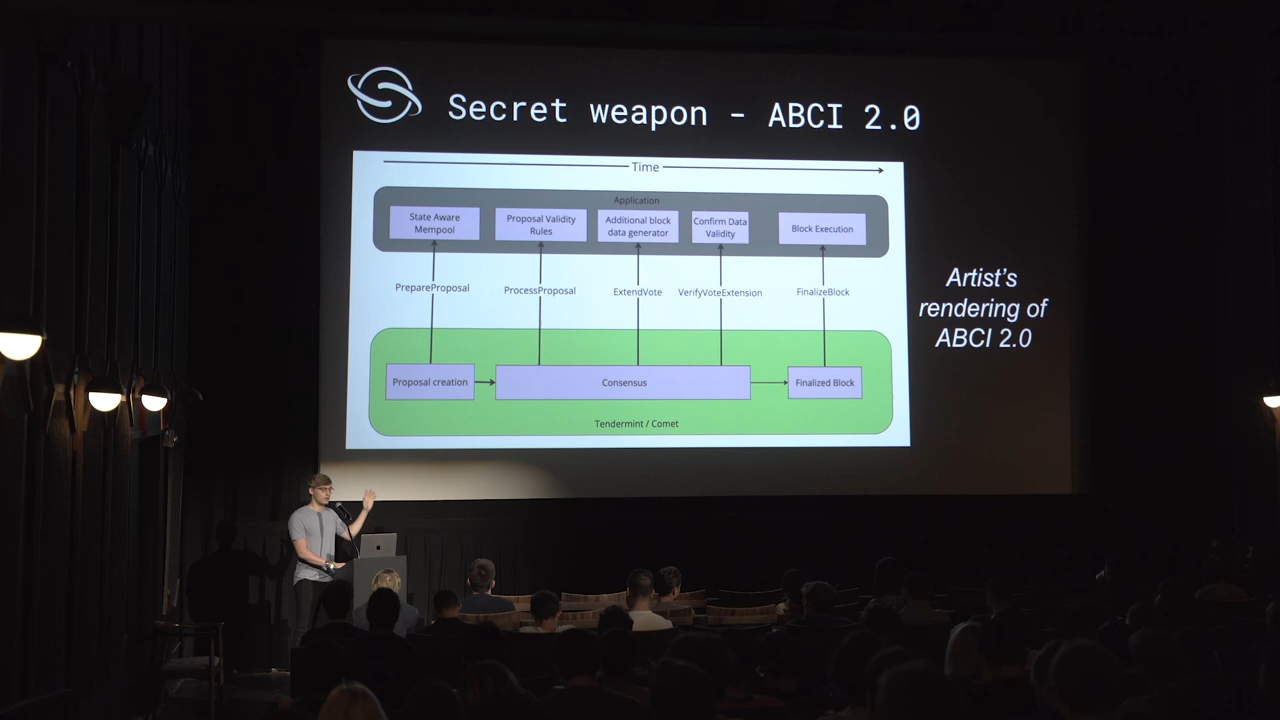 Secret weapon - ABCI 2.0
Time
Application
State Aware
Mempool
Proposal Validity
Rules
Additional block
data generator
Confirm Data
Validity
Block Execution
PrepareProposal
ProcessProposal
ExtendVote
VerifyVoteExtension
FinalizeBlock
Proposal creation
Consensus
Finalized Block
Tendermint / Comet
Artist's
rendering of
ABCI 2.0